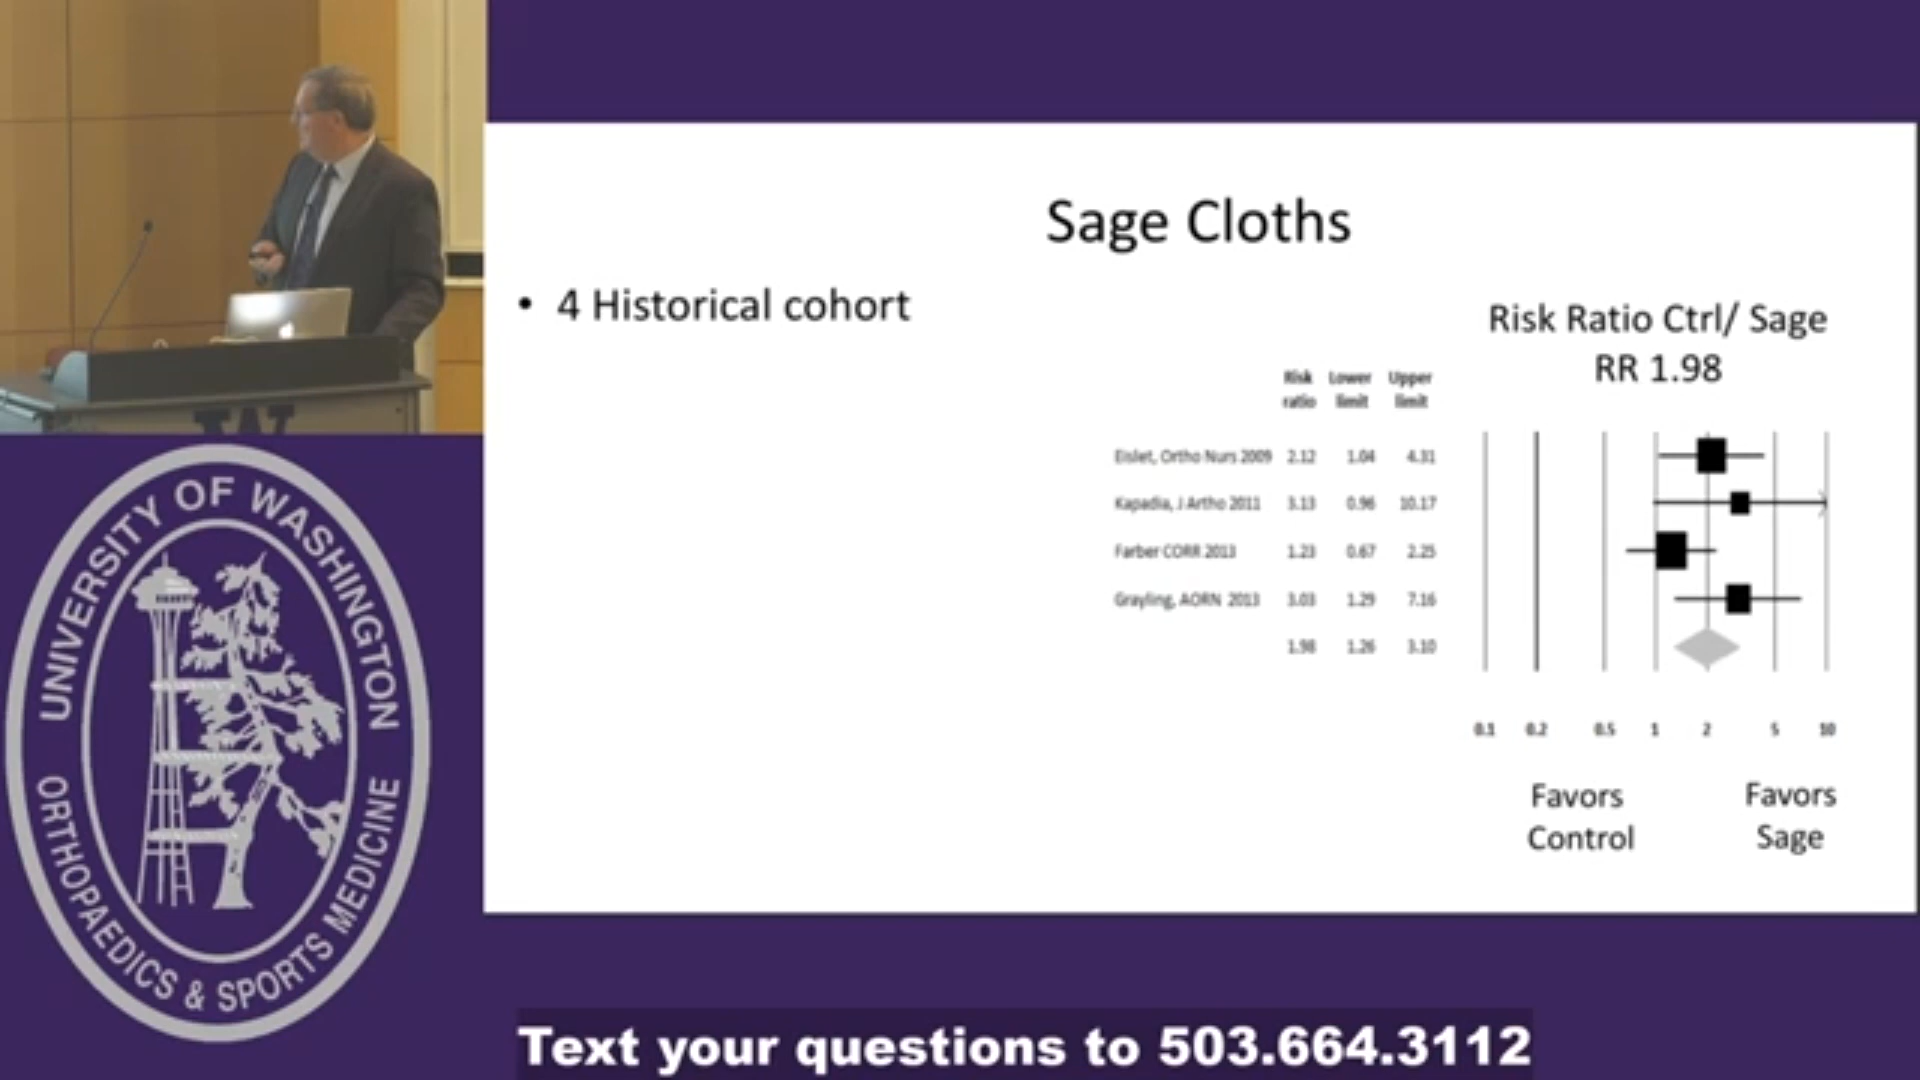 Sage Cloths
• 4 Historical cohort
Risk Ratio Ctrl/ Sage
RR 1.98
Risk ratio Lower limit Upper limit
Eislet, Ortho Nurs 2009 2.12 1.04 4.31
Kapadia, J Artho 2011 3.13 0.96 10.17
Farber CORR 2013 1.23 0.67 2.25
Grayling, AORN 2013 3.03 1.29 7.16
1.98 1.26 3.10
0.1 0.2 0.5 1 2 5 10
Favors
Control
Favors
Sage
UNIVERSITY OF WASHINGTON
ORTHOPAEDICS & SPORTS MEDICINE
Text your questions to 503.664.3112